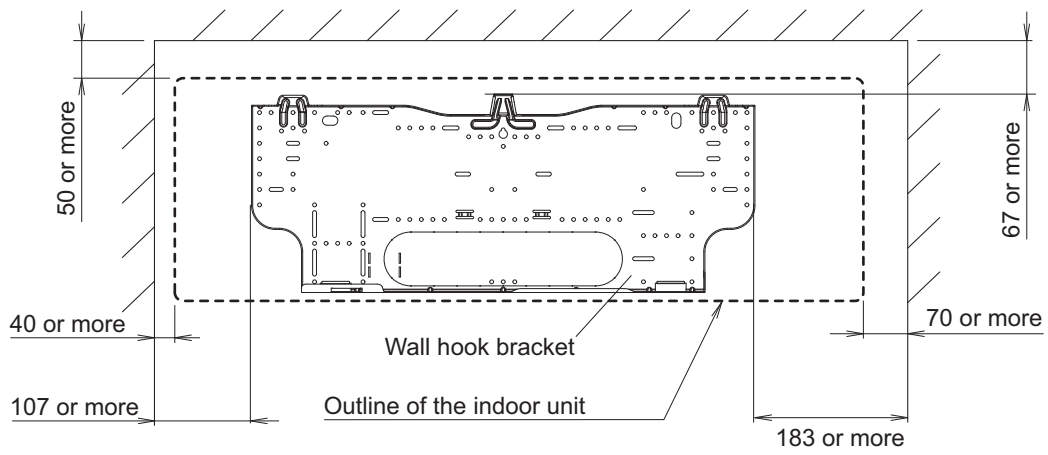 50 or more
67 or more
40 or more
70 or more
Wall hook bracket
107 or more
Outline of the indoor unit
183 or more